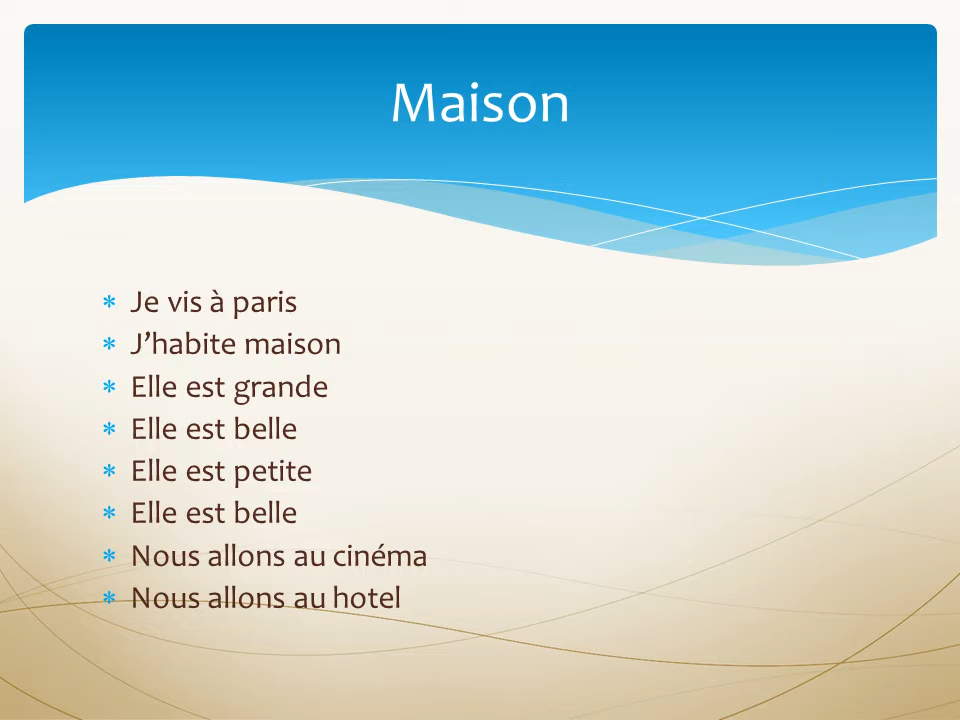 Maison
* Je vis à paris
* J’habite maison
* Elle est grande
* Elle est belle
* Elle est petite
* Elle est belle
* Nous allons au cinéma
* Nous allons au hotel